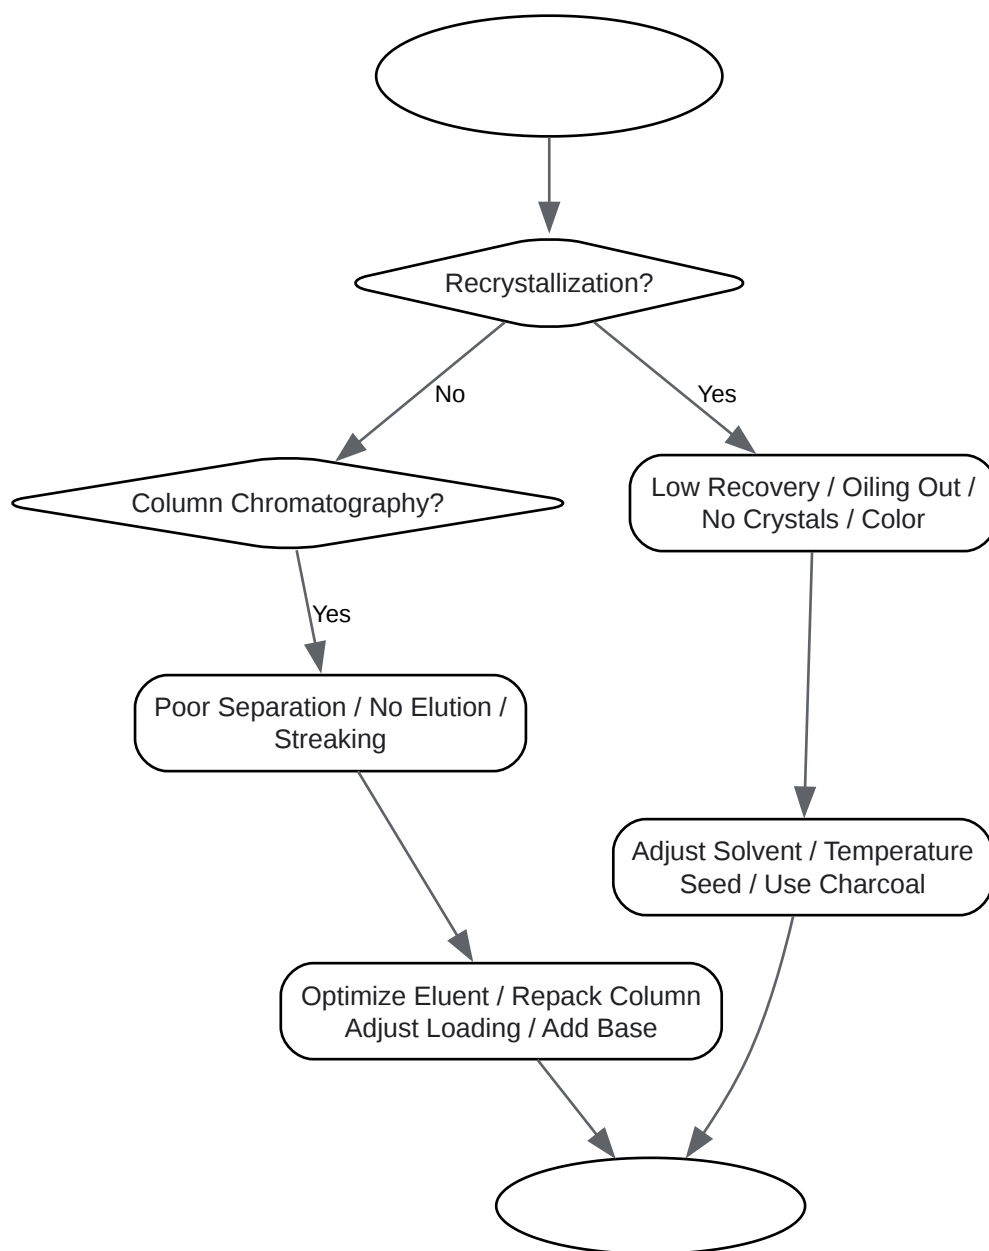 Recrystallization?
No
Yes
Column Chromatography?
Low Recovery / Oiling Out /
No Crystals / Color
Yes
Poor Separation / No Elution /
Streaking
Adjust Solvent / Temperature
Seed / Use Charcoal
Optimize Eluent / Repack Column
Adjust Loading / Add Base